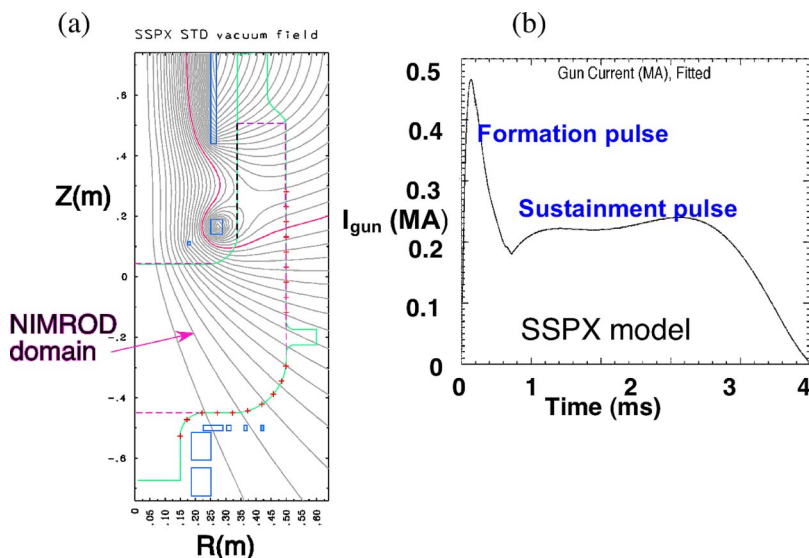 (a)
SSPX STD vacuum field
.6
.4
Z(m)
.2
0
NIMROD
domain
-.2
-.4
-.6
0
.05
.10
.15
.20
.25
.30
.35
.40
.45
.50
.55
.60
R(m)
(b)
0.5
Gun Current (MA), Fitted
0.4
Formation pulse
0.3
Sustainment pulse
I_gun (MA)
0.2
0.1
SSPX model
0
0 1 2 3 4
Time (ms)